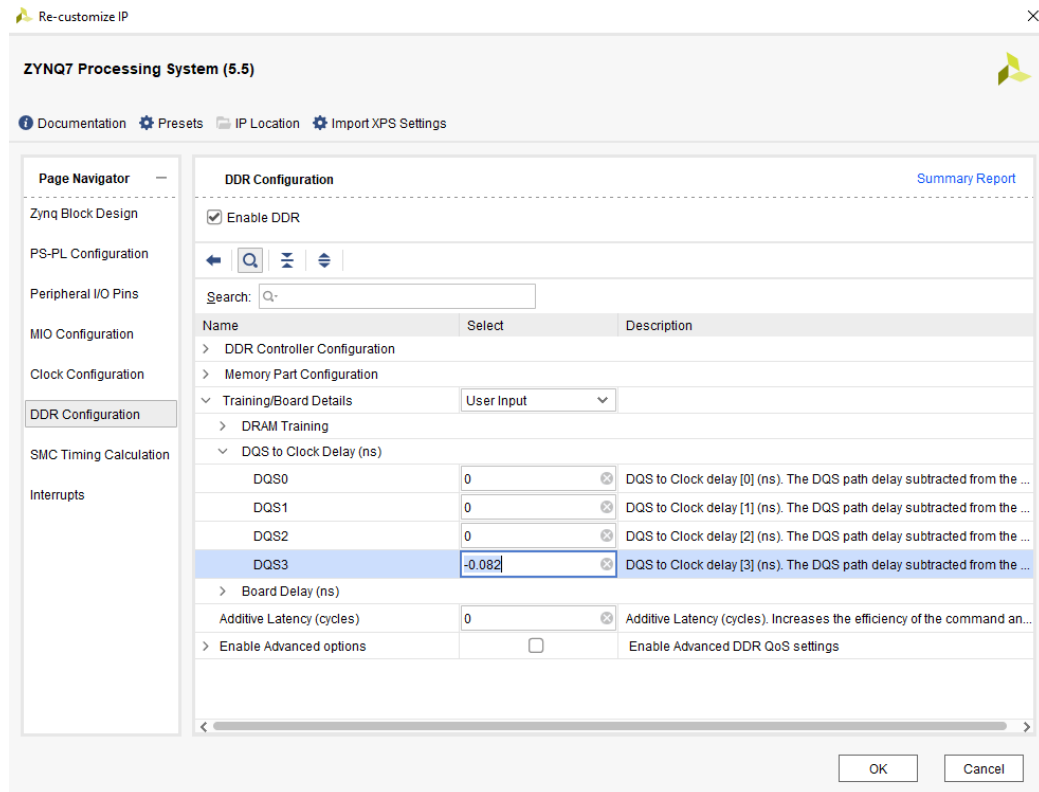 Re-customize IP
ZYNQ7 Processing System (5.5)
Documentation Presets IP Location Import XPS Settings
Page Navigator
Zynq Block Design
PS-PL Configuration
Peripheral I/O Pins
MIO Configuration
Clock Configuration
DDR Configuration
SMC Timing Calculation
Interrupts
DDR Configuration Summary Report
Enable DDR
Search:
Name Select Description
DDR Controller Configuration
Memory Part Configuration
Training/Board Details User Input
DRAM Training
DQS to Clock Delay (ns)
DQS0 0 DQS to Clock delay [0] (ns). The DQS path delay subtracted from the ...
DQS1 0 DQS to Clock delay [1] (ns). The DQS path delay subtracted from the ...
DQS2 0 DQS to Clock delay [2] (ns). The DQS path delay subtracted from the ...
DQS3 -0.082 DQS to Clock delay [3] (ns). The DQS path delay subtracted from the ...
Board Delay (ns)
Additive Latency (cycles) 0 Additive Latency (cycles). Increases the efficiency of the command an...
Enable Advanced options Enable Advanced DDR QoS settings
OK Cancel